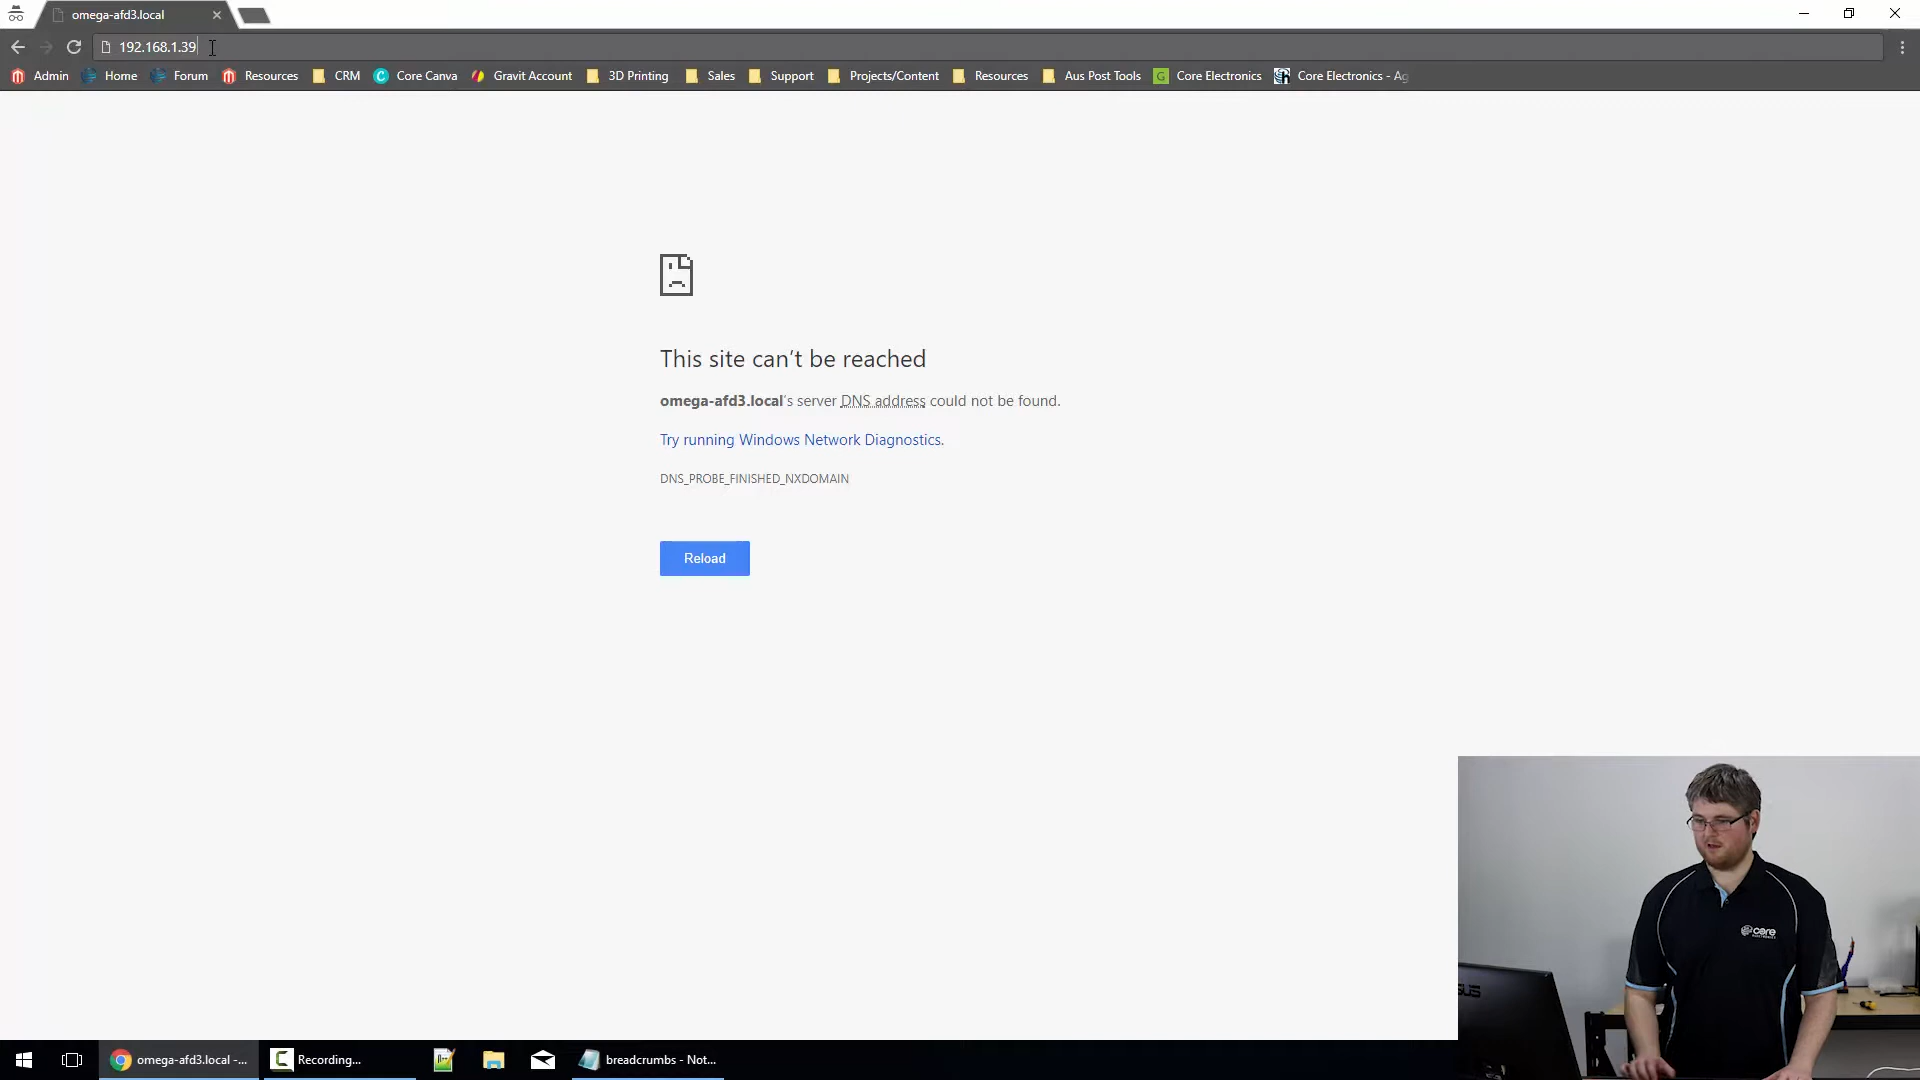 omega-afd3.local
192.168.1.39
Admin Home Forum Resources CRM Core Canva Gravit Account 3D Printing Sales Support Projects/Content Resources Aus Post Tools Core Electronics Core Electronics - Ag
This site can't be reached
omega-afd3.local's server DNS address could not be found.
Try running Windows Network Diagnostics.
DNS_PROBE_FINISHED_NXDOMAIN
Reload
core
omega-afd3.local -...
Recording...
breadcrumbs - Not...